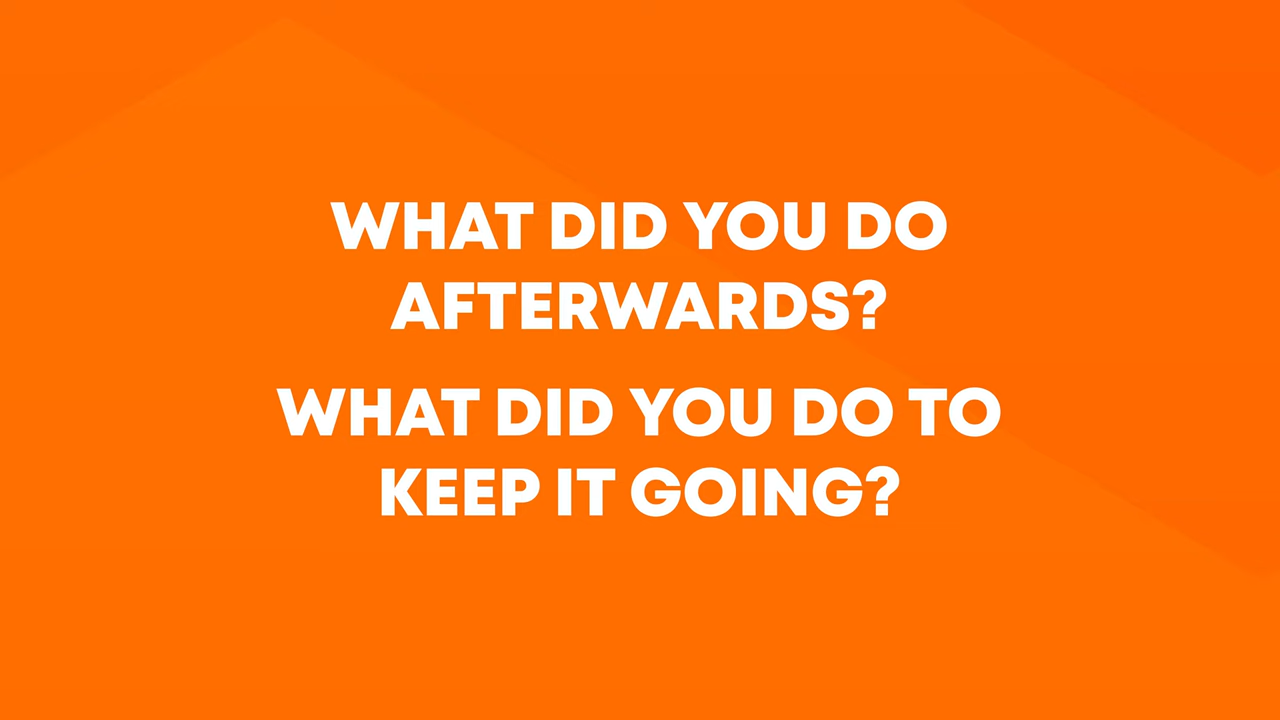 WHAT DID YOU DO
AFTERWARDS?
WHAT DID YOU DO TO
KEEP IT GOING?